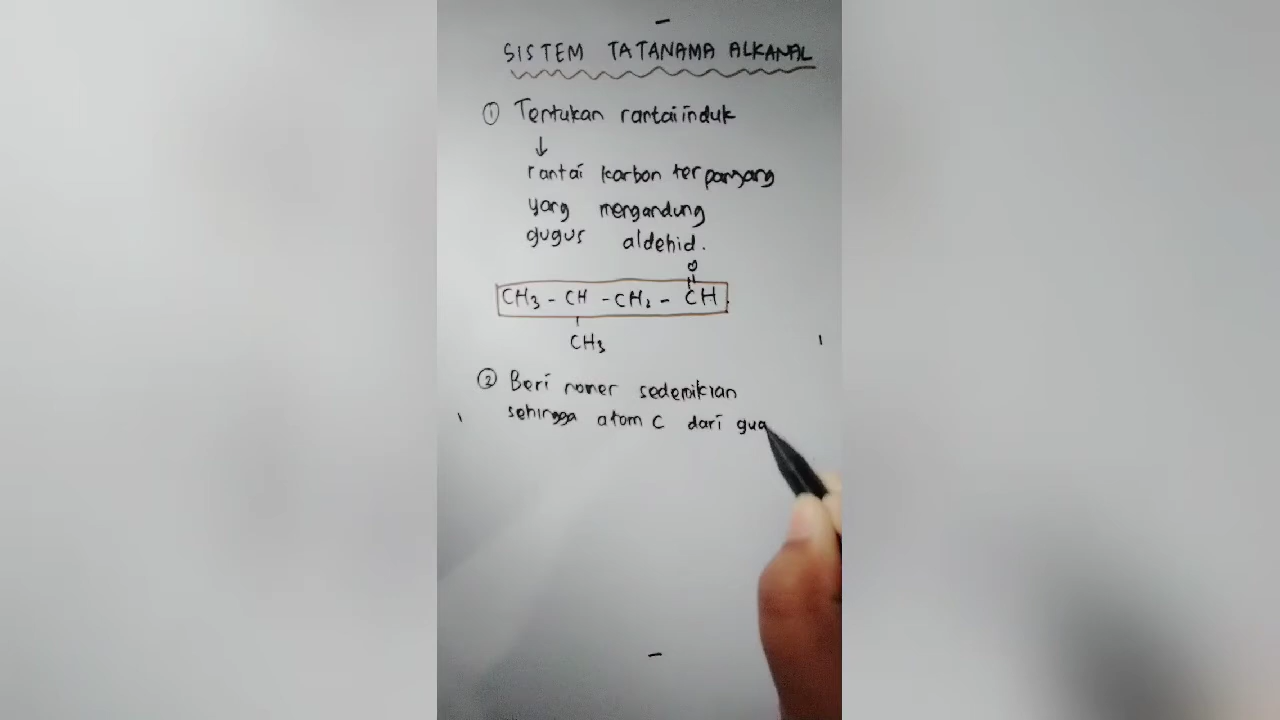 SISTEM TATANAMA ALKANAL
① Tentukan rantai induk
↓
rantai karbon terpanjang
yang mengandung
gugus aldehid.
O
||
CH₃ - CH - CH₂ - CH
|
CH₃
② Beri nomer sedemikian
sehingga atom C dari gug